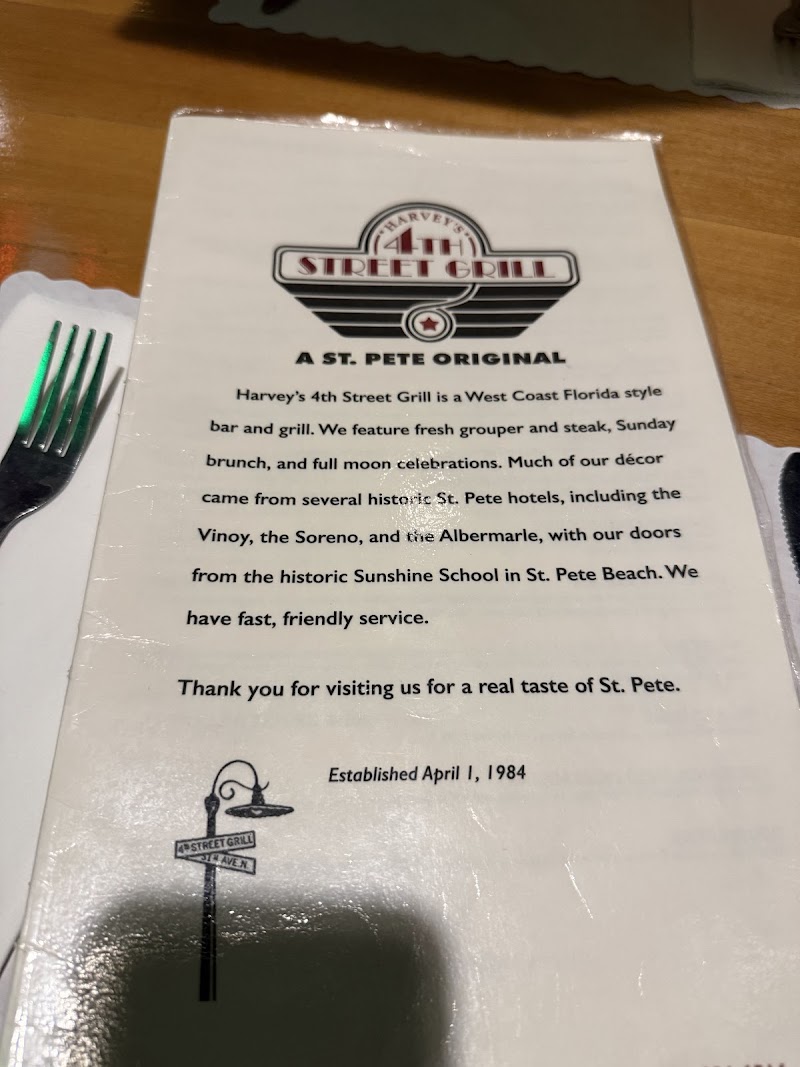 HARVEY'S
4TH
STREET GRILL
A ST. PETE ORIGINAL
Harvey's 4th Street Grill is a West Coast Florida style
bar and grill. We feature fresh grouper and steak, Sunday
brunch, and full moon celebrations. Much of our décor
came from several historic St. Pete hotels, including the
Vinoy, the Soreno, and the Albermarle, with our doors
from the historic Sunshine School in St. Pete Beach. We
have fast, friendly service.
Thank you for visiting us for a real taste of St. Pete.
Established April 1, 1984
4th STREET GRILL
AVE. N.